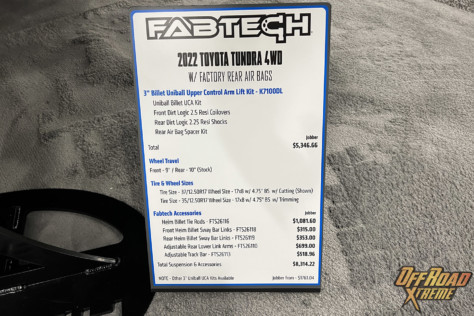 FABTECH
2022 TOYOTA TUNDRA 4WD
W/ FACTORY REAR AIR BAGS
3" Billet Uniball Upper Control Arm Lift Kit - K7100DL
Uniball Billet UCA Kit
Front Dirt Logic 2.5 Resi Coilovers
Rear Dirt Logic 2.25 Resi Shocks
Rear Air Bag Spacer Kit
Jobber
Total $5,346.66
Wheel Travel
Front - 9" / Rear - 10" (Stock)
Tire & Wheel Sizes
Tire Size - 37/12.50R17 Wheel Size - 17x8 w/ 4.75" BS w/ Cutting (Shown)
Tire Size - 35/12.50R17 Wheel Size - 17x8 w/ 4.75" BS w/ Trimming
Fabtech Accessories Jobber
Heim Billet Tie Rods - FTS26116 $1,081.60
Front Heim Billet Sway Bar Links - FTS26118 $315.00
Rear Heim Billet Sway Bar Links - FTS26119 $353.00
Adjustable Rear Lower Link Arms - FTS26110 $699.00
Adjustable Track Bar - FTS26113 $518.96
Total Suspension & Accessories $8,314.22
NOTE - Other 3" Uniball UCA Kits Available Jobber from -
OFFROAD
XTREME